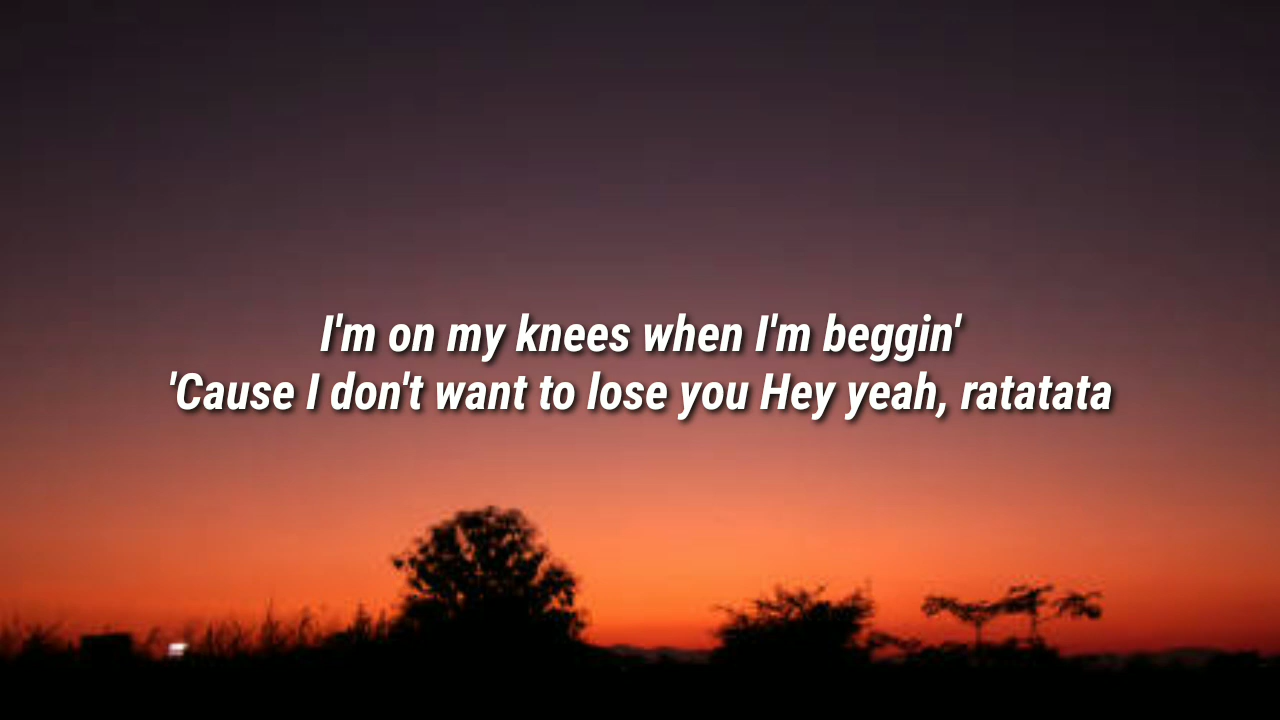 I'm on my knees when I'm beggin'
'Cause I don't want to lose you Hey yeah, ratatata